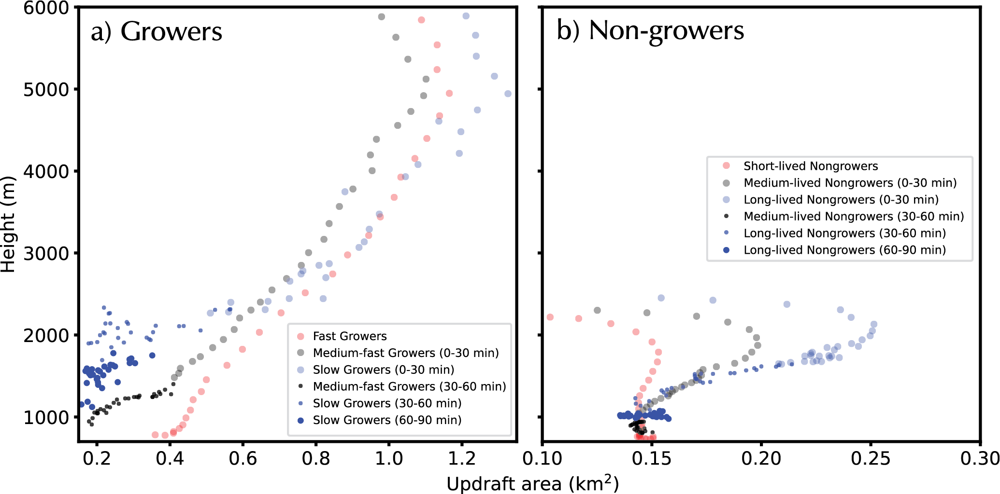 a) Growers
b) Non-growers
6000
5000
4000
3000
2000
1000
Height (m)
Fast Growers
Medium-fast Growers (0-30 min)
Slow Growers (0-30 min)
Medium-fast Growers (30-60 min)
Slow Growers (30-60 min)
Slow Growers (60-90 min)
Short-lived Nongrowers
Medium-lived Nongrowers (0-30 min)
Long-lived Nongrowers (0-30 min)
Medium-lived Nongrowers (30-60 min)
Long-lived Nongrowers (30-60 min)
Long-lived Nongrowers (60-90 min)
0.2 0.4 0.6 0.8 1.0 1.2
0.10 0.15 0.20 0.25 0.30
Updraft area (km²)